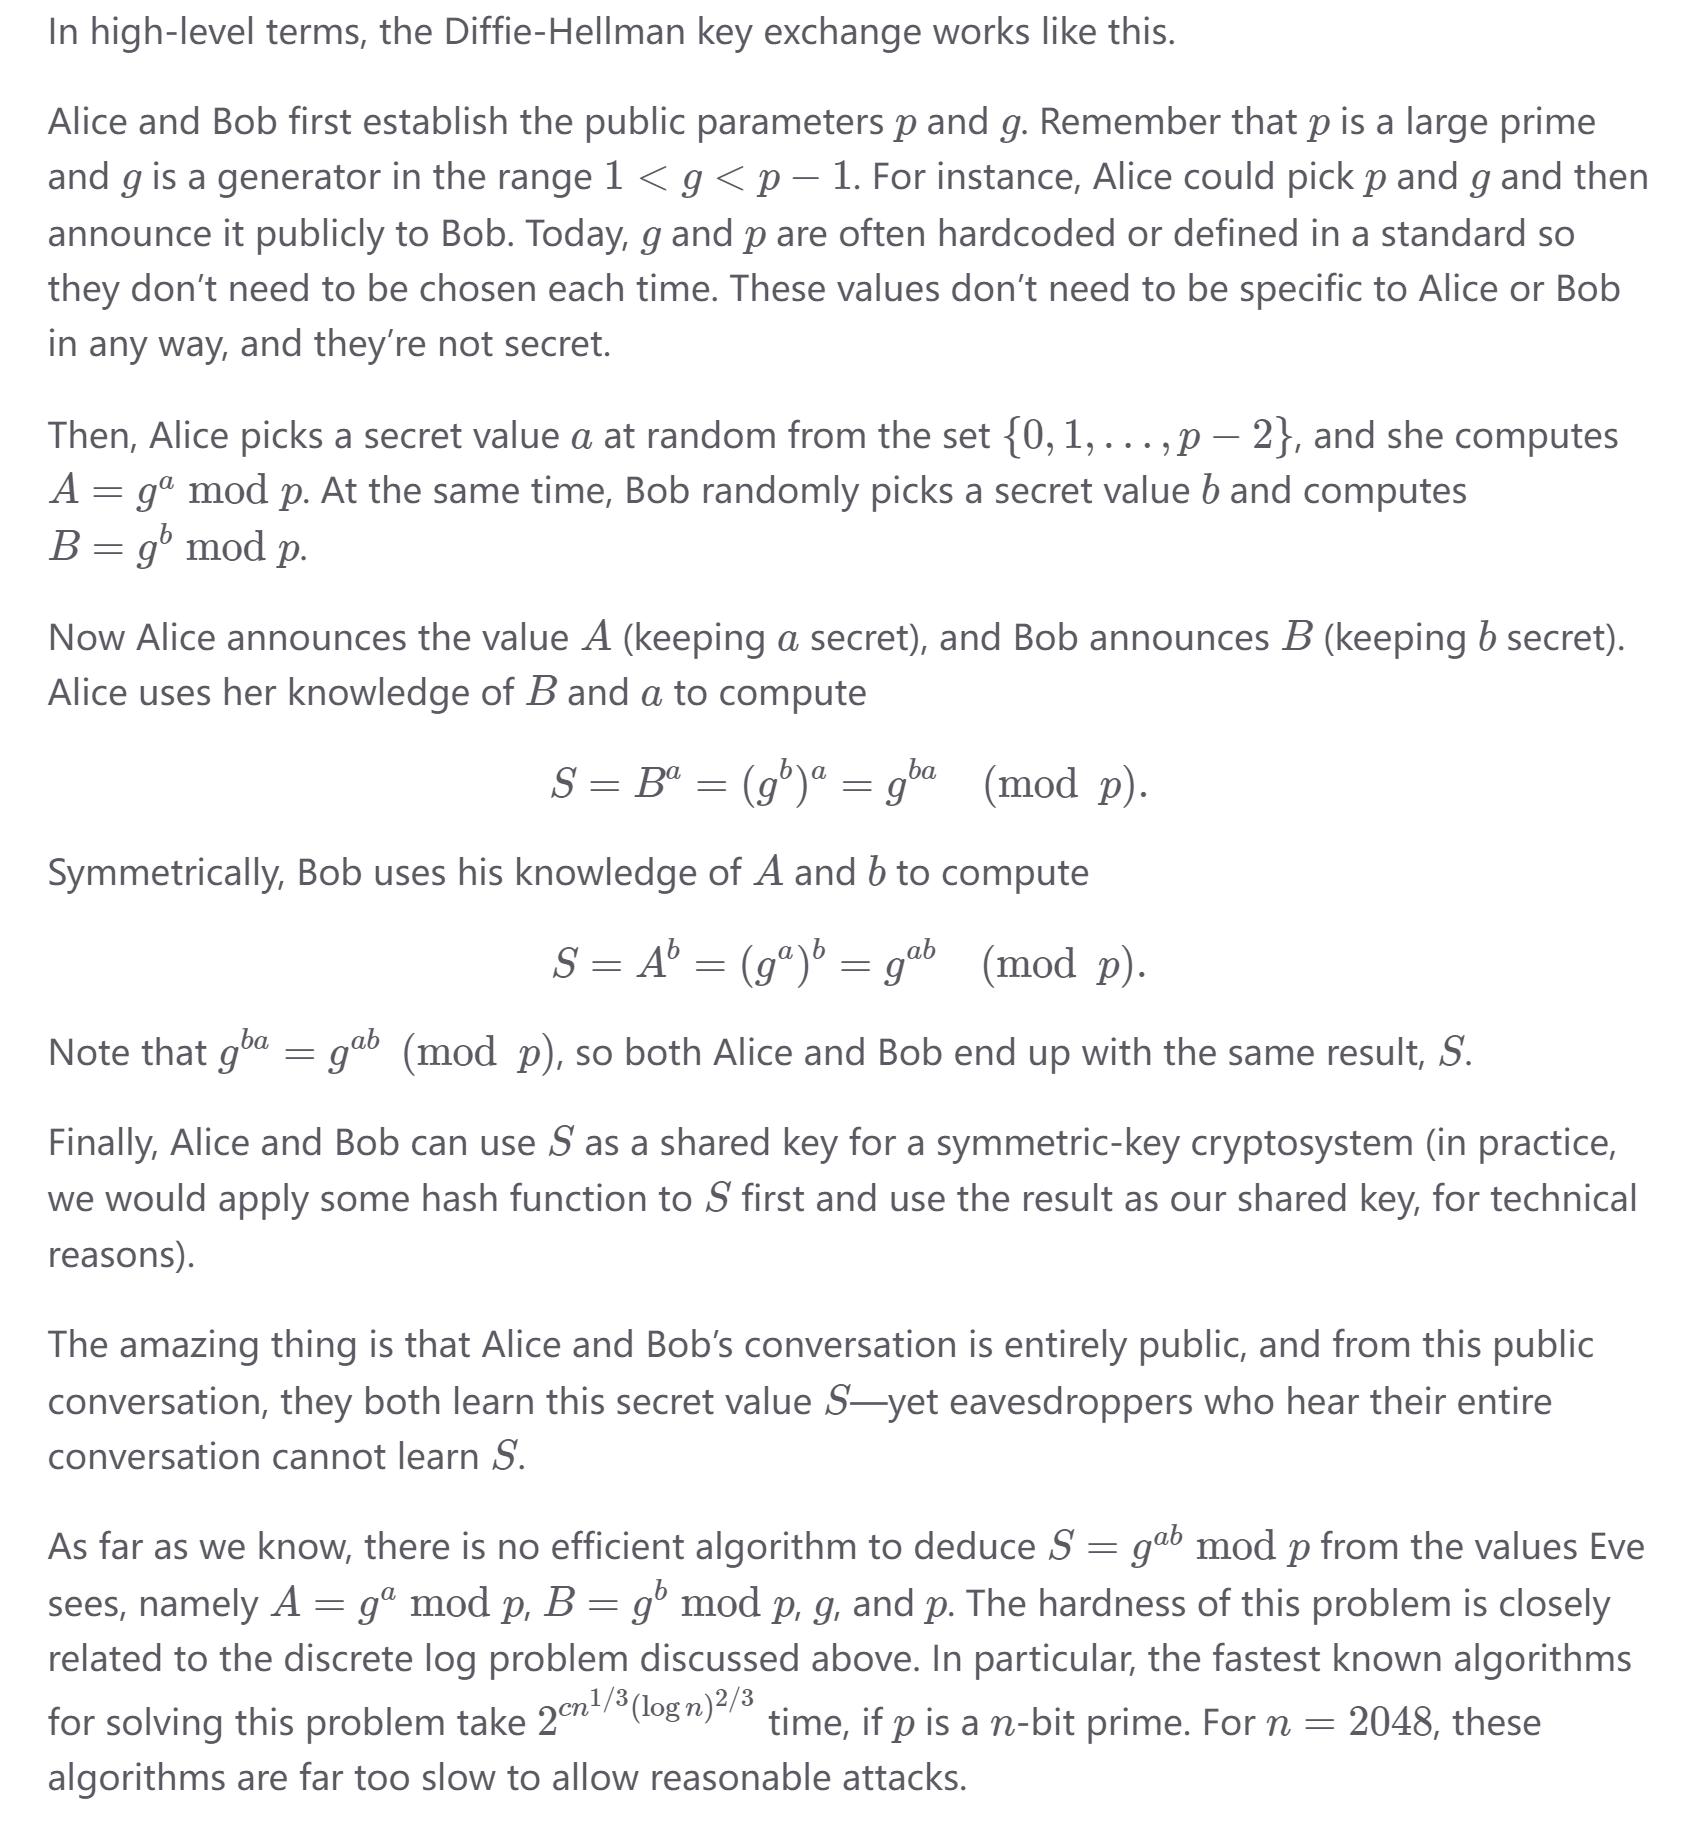 In high-level terms, the Diffie-Hellman key exchange works like this.
Alice and Bob first establish the public parameters p and g. Remember that p is a large prime
and g is a generator in the range 1 < g < p − 1. For instance, Alice could pick p and g and then
announce it publicly to Bob. Today, g and p are often hardcoded or defined in a standard so
they don’t need to be chosen each time. These values don’t need to be specific to Alice or Bob
in any way, and they’re not secret.
Then, Alice picks a secret value a at random from the set {0, 1, . . . , p − 2}, and she computes
A = g^a mod p. At the same time, Bob randomly picks a secret value b and computes
B = g^b mod p.
Now Alice announces the value A (keeping a secret), and Bob announces B (keeping b secret).
Alice uses her knowledge of B and a to compute
S = B^a = (g^b)^a = g^{ba} (mod p).
Symmetrically, Bob uses his knowledge of A and b to compute
S = A^b = (g^a)^b = g^{ab} (mod p).
Note that g^{ba} = g^{ab} (mod p), so both Alice and Bob end up with the same result, S.
Finally, Alice and Bob can use S as a shared key for a symmetric-key cryptosystem (in practice,
we would apply some hash function to S first and use the result as our shared key, for technical
reasons).
The amazing thing is that Alice and Bob’s conversation is entirely public, and from this public
conversation, they both learn this secret value S—yet eavesdroppers who hear their entire
conversation cannot learn S.
As far as we know, there is no efficient algorithm to deduce S = g^{ab} mod p from the values Eve
sees, namely A = g^a mod p, B = g^b mod p, g, and p. The hardness of this problem is closely
related to the discrete log problem discussed above. In particular, the fastest known algorithms
for solving this problem take 2^{cn^{1/3}(log n)^{2/3}} time, if p is a n-bit prime. For n = 2048, these
algorithms are far too slow to allow reasonable attacks.